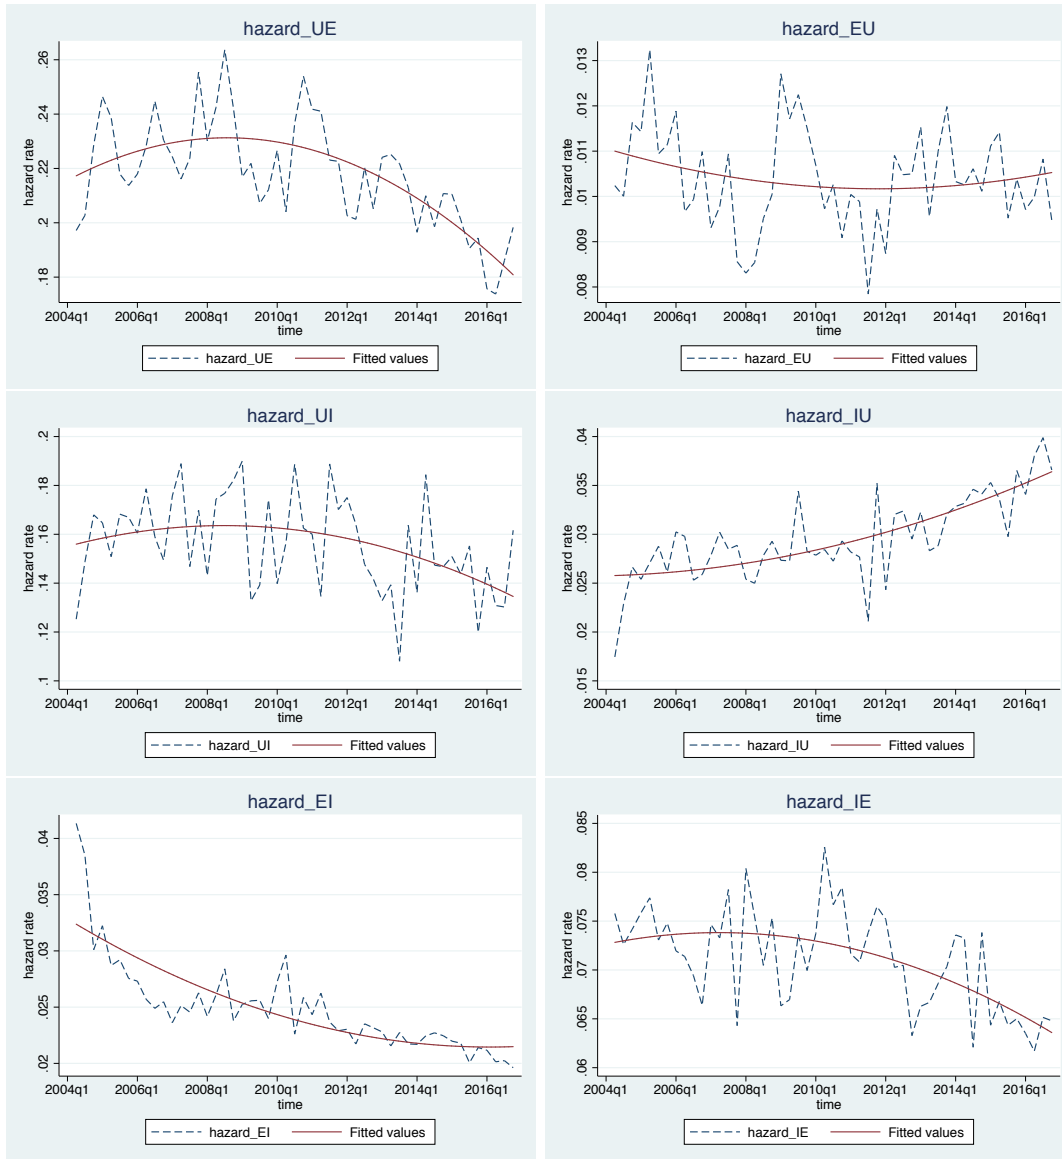 hazard_UE
hazard rate
.26
.24
.22
.2
.18
2004q1 2006q1 2008q1 2010q1 2012q1 2014q1 2016q1
time
hazard_UE Fitted values
hazard_EU
hazard rate
.013
.012
.011
.01
.009
.008
2004q1 2006q1 2008q1 2010q1 2012q1 2014q1 2016q1
time
hazard_EU Fitted values
hazard_UI
hazard rate
.2
.18
.16
.14
.12
.1
2004q1 2006q1 2008q1 2010q1 2012q1 2014q1 2016q1
time
hazard_UI Fitted values
hazard_IU
hazard rate
.04
.035
.03
.025
.02
.015
2004q1 2006q1 2008q1 2010q1 2012q1 2014q1 2016q1
time
hazard_IU Fitted values
hazard_EI
hazard rate
.04
.035
.03
.025
.02
2004q1 2006q1 2008q1 2010q1 2012q1 2014q1 2016q1
time
hazard_EI Fitted values
hazard_IE
hazard rate
.085
.08
.075
.07
.065
.06
2004q1 2006q1 2008q1 2010q1 2012q1 2014q1 2016q1
time
hazard_IE Fitted values